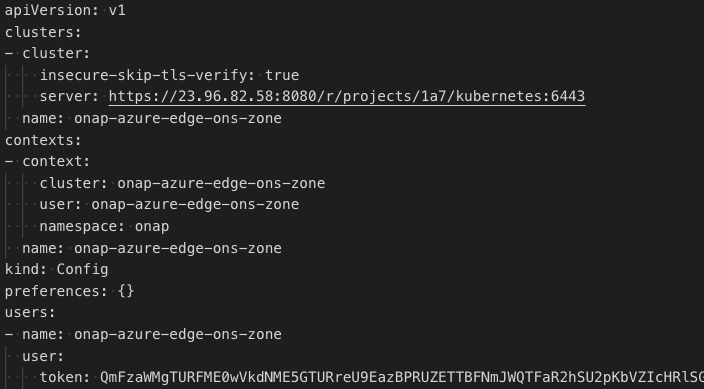 apiVersion: v1
clusters:
- cluster:
    insecure-skip-tls-verify: true
    server: https://23.96.82.58:8080/r/projects/1a7/kubernetes:6443
  name: onap-azure-edge-ons-zone
contexts:
- context:
    cluster: onap-azure-edge-ons-zone
    user: onap-azure-edge-ons-zone
    namespace: onap
  name: onap-azure-edge-ons-zone
kind: Config
preferences: {}
users:
- name: onap-azure-edge-ons-zone
  user:
    token: QmFzaWMgTURFME0wVkdNME5GTURreU9EazBPRUZETTBFNmJWQTFaR2hSU2pKbVZIcHRlSG